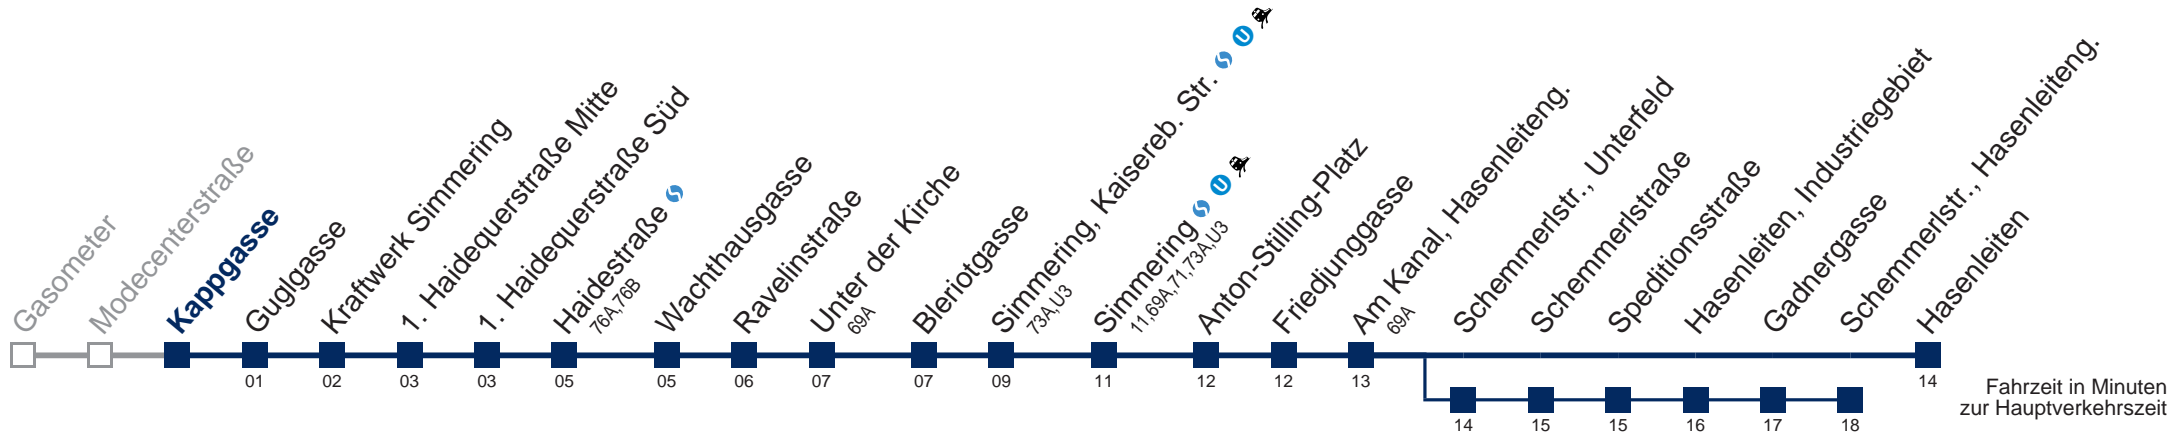 Gasometer
Modecenterstraße
Kappgasse
Guglgasse
01
Kraftwerk Simmering
02
1. Haidequerstraße Mitte
03
1. Haidequerstraße Süd
03
Haidestraße S
76A,76B
05
Wachthausgasse
05
Ravelinstraße
06
Unter der Kirche
69A
07
Bleriotgasse
07
Simmering, Kaisereb. Str. S U
73A,U3
09
Simmering S U
11,69A,71,73A,U3
11
Anton-Stilling-Platz
12
Friedjunggasse
12
Am Kanal, Hasenleiteng.
69A
13
Schemmerlstr., Unterfeld
14
Schemmerlstraße
15
Speditionsstraße
15
Hasenleiten, Industriegebiet
16
Gadnergasse
17
Schemmerlstr., Hasenleiteng.
18
Hasenleiten
14
Fahrzeit in Minuten
zur Hauptverkehrszeit